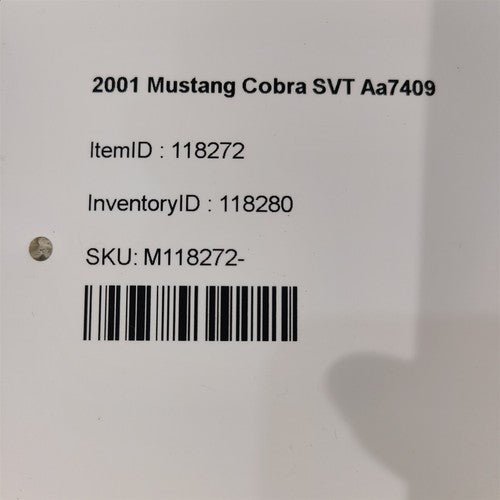 2001 Mustang Cobra SVT Aa7409
ItemID : 118272
InventoryID : 118280
SKU: M118272-